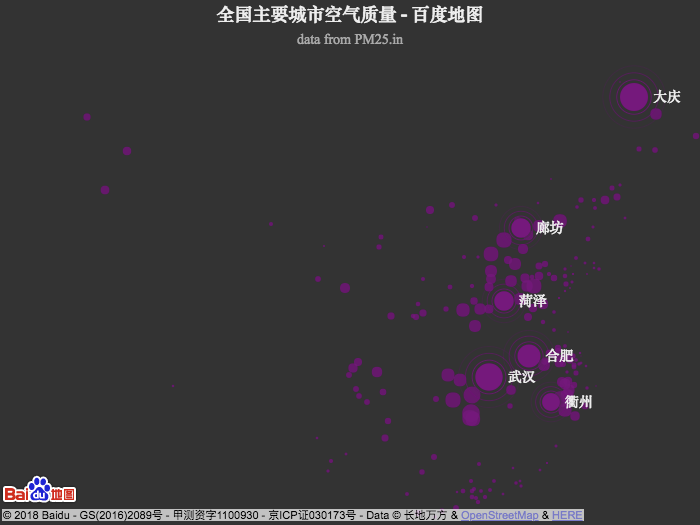 全国主要城市空气质量 - 百度地图
data from PM25.in
大庆
廊坊
菏泽
合肥
武汉
衢州
Bai du 地图
© 2018 Baidu - GS(2016)2089号 - 甲测资字1100930 - 京ICP证030173号 - Data © 长地万方 & OpenStreetMap & HERE